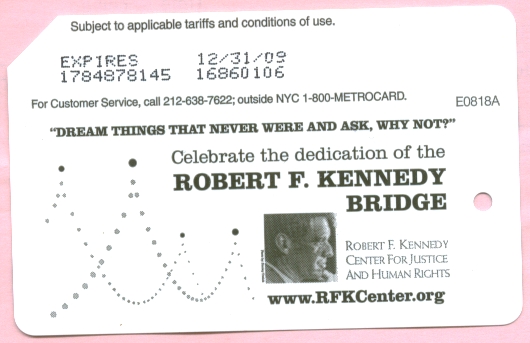 Subject to applicable tariffs and conditions of use.
EXPIRES 12/31/09
1784878145 16860106
For Customer Service, call 212-638-7622; outside NYC 1-800-METROCARD.
E0818A
"DREAM THINGS THAT NEVER WERE AND ASK, WHY NOT?"
Celebrate the dedication of the
ROBERT F. KENNEDY
BRIDGE
ROBERT F. KENNEDY
CENTER FOR JUSTICE
AND HUMAN RIGHTS
www.RFKCenter.org